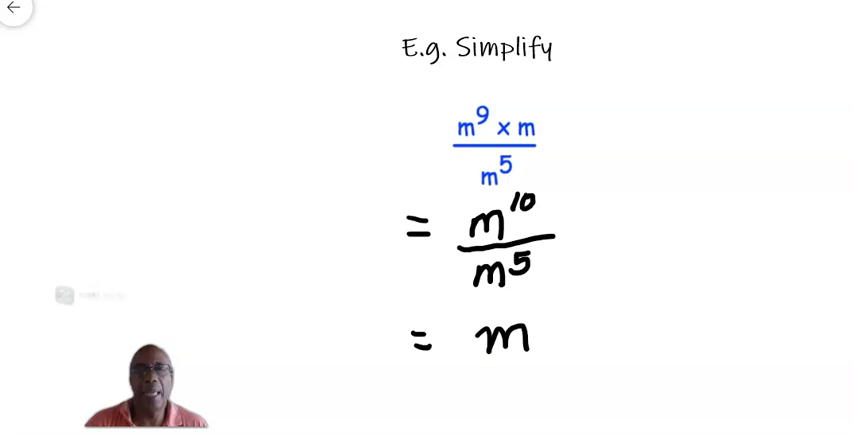 E.g. Simplify
m⁹ × m
m⁵
= m¹⁰
m⁵
= m